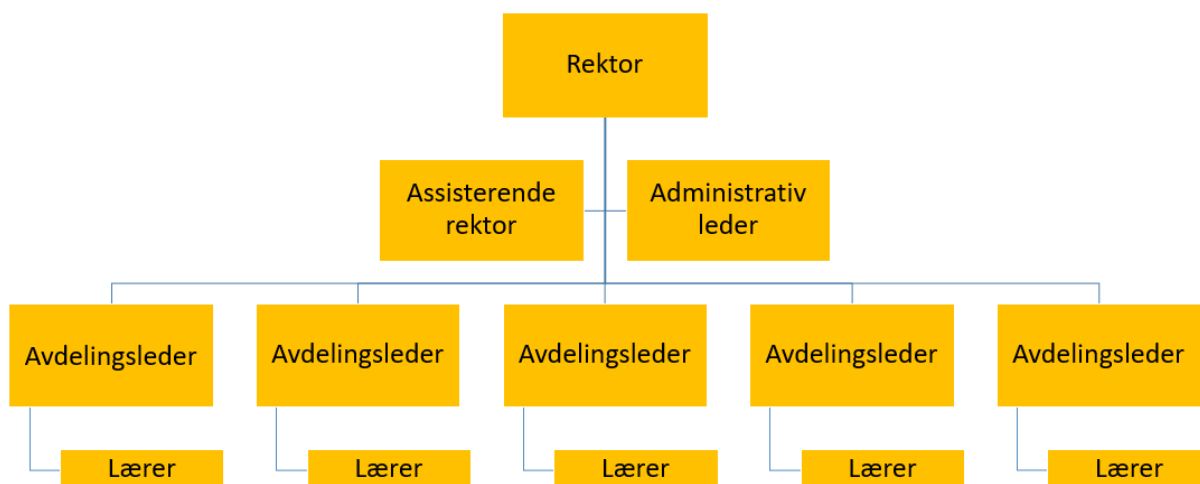 Rektor
Assisterende
rektor
Administrativ
leder
Avdelingsleder
Avdelingsleder
Avdelingsleder
Avdelingsleder
Avdelingsleder
Lærer
Lærer
Lærer
Lærer
Lærer